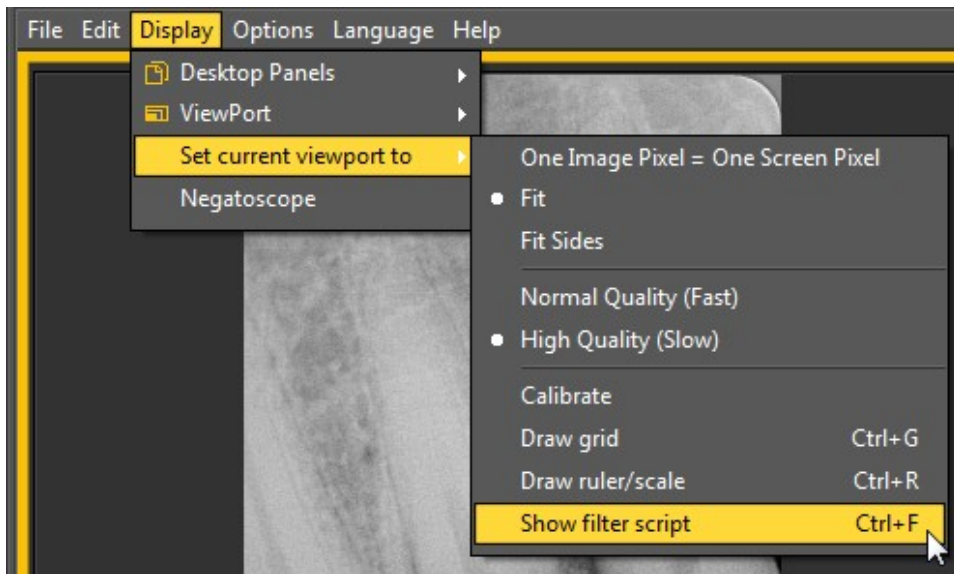 File Edit Display Options Language Help
Desktop Panels
ViewPort
Set current viewport to
Negatoscope
One Image Pixel = One Screen Pixel
Fit
Fit Sides
Normal Quality (Fast)
High Quality (Slow)
Calibrate
Draw grid Ctrl+G
Draw ruler/scale Ctrl+R
Show filter script Ctrl+F